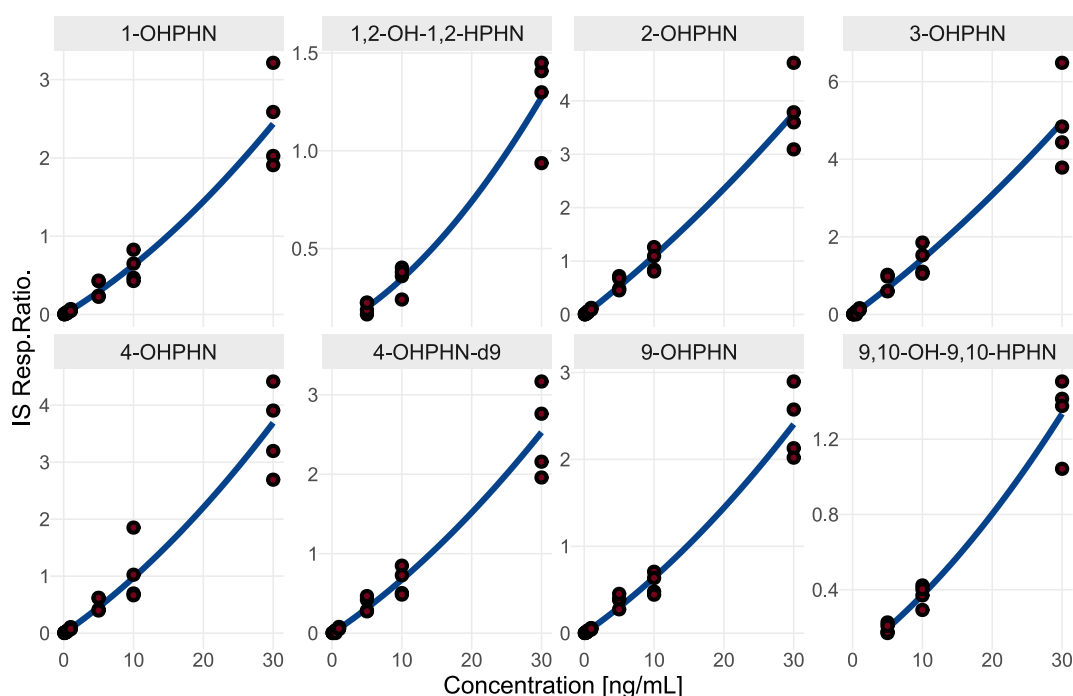 1-OHPHN
1,2-OH-1,2-HPHN
2-OHPHN
3-OHPHN
3
2
1
0
1.5
1.0
0.5
4
3
2
1
0
6
4
2
0
4-OHPHN
4-OHPHN-d9
9-OHPHN
9,10-OH-9,10-HPHN
4
3
2
1
0
3
2
1
0
3
2
1
0
1.2
0.8
0.4
0 10 20 30
0 10 20 30
0 10 20 30
0 10 20 30
IS Resp.Ratio.
Concentration [ng/mL]